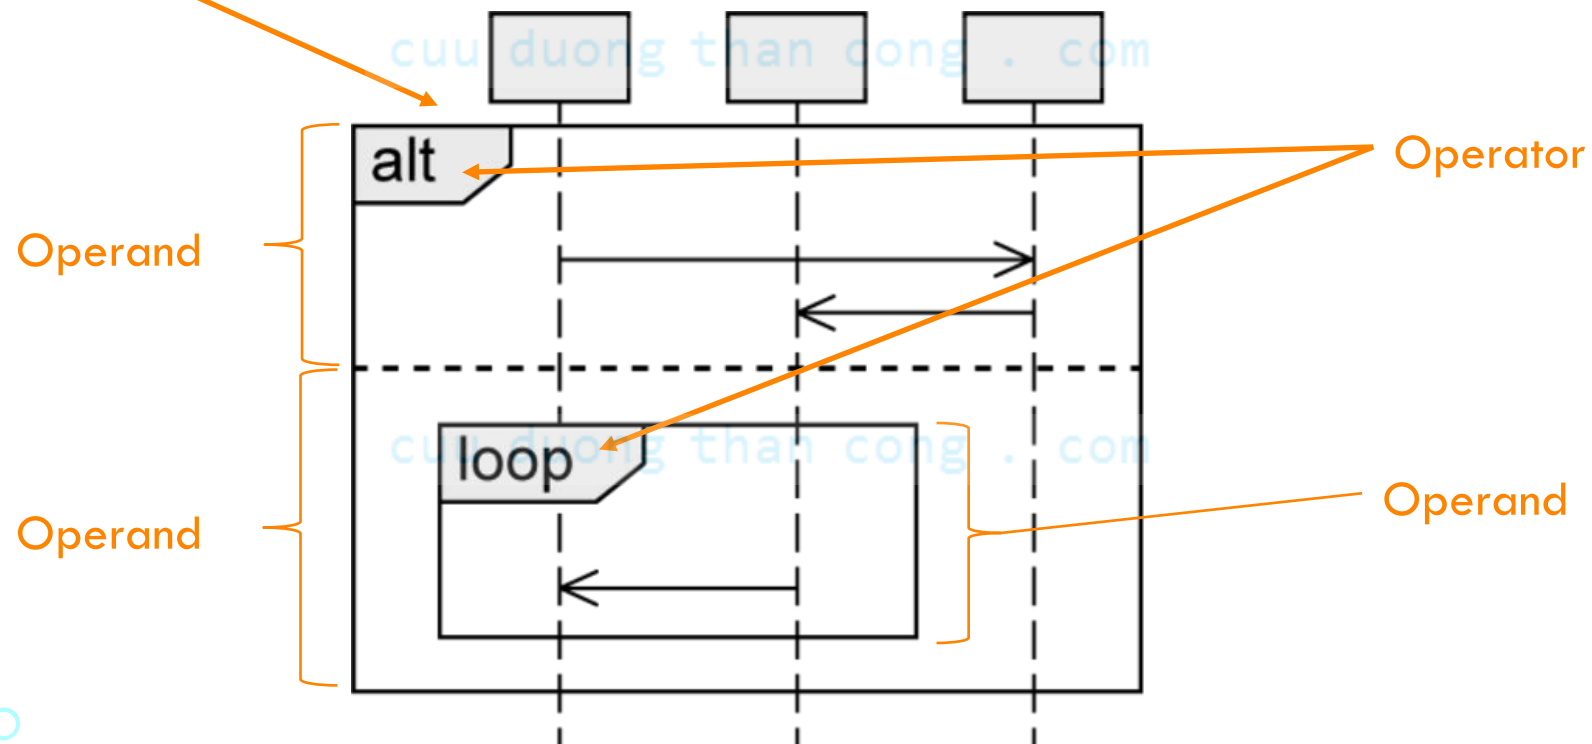 cuu duong than cong . com
alt
Operator
Operand
cuu duong than cong . com
loop
Operand
Operand